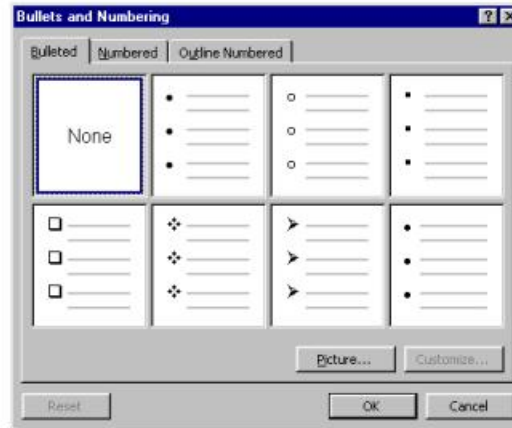 Bullets and Numbering
Bulleted Numbered Outline Numbered
None
Picture... Customize...
Reset OK Cancel